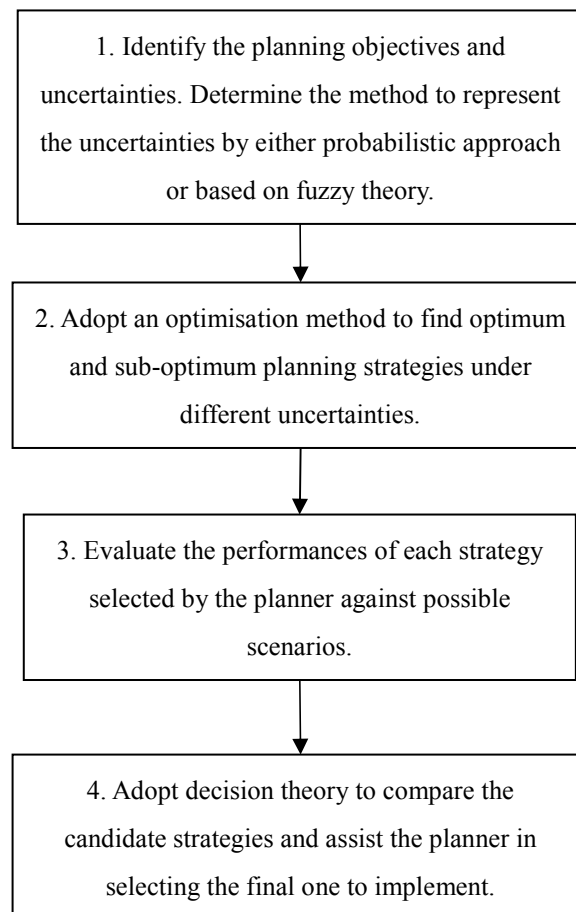 1. Identify the planning objectives and
uncertainties. Determine the method to represent
the uncertainties by either probabilistic approach
or based on fuzzy theory.
2. Adopt an optimisation method to find optimum
and sub-optimum planning strategies under
different uncertainties.
3. Evaluate the performances of each strategy
selected by the planner against possible
scenarios.
4. Adopt decision theory to compare the
candidate strategies and assist the planner in
selecting the final one to implement.